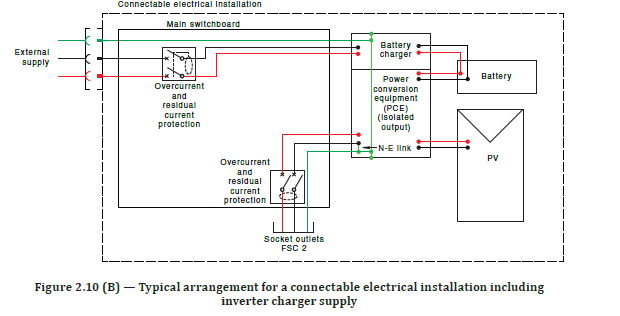 Connectable electrical installation
Main switchboard
External
supply
Overcurrent
and
residual
current
protection
Battery
charger
Power
conversion
equipment
(PCE)
(isolated
output)
N-E link
Battery
PV
Overcurrent
and
residual
current
protection
Socket outlets
FSC 2
Figure 2.10 (B) — Typical arrangement for a connectable electrical installation including
inverter charger supply